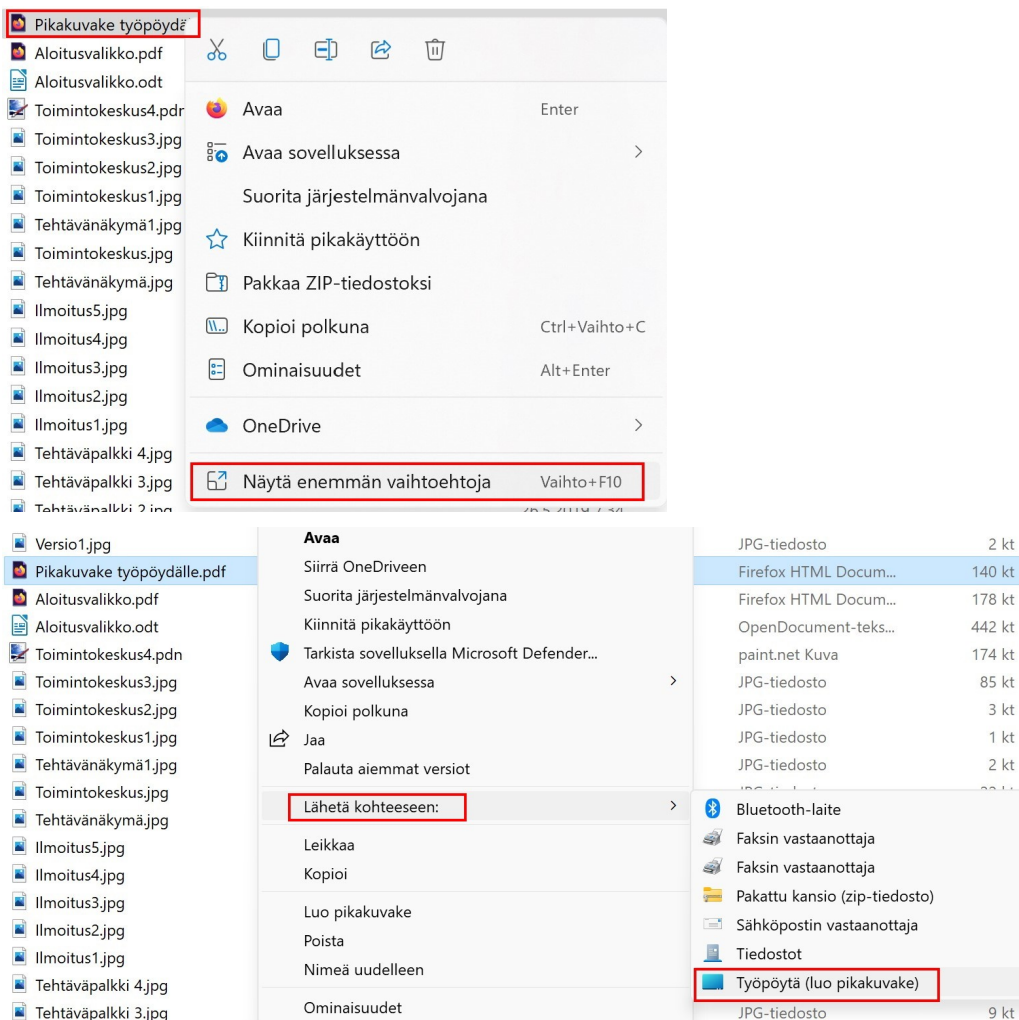 Pikakuvake työpöydä
Aloitusvalikko.pdf
Aloitusvalikko.odt
Toimintokeskus4.pdn
Toimintokeskus3.jpg
Toimintokeskus2.jpg
Toimintokeskus1.jpg
Tehtävänäkymä1.jpg
Toimintokeskus.jpg
Tehtävänäkymä.jpg
Ilmoitus5.jpg
Ilmoitus4.jpg
Ilmoitus3.jpg
Ilmoitus2.jpg
Ilmoitus1.jpg
Tehtäväpalkki 4.jpg
Tehtäväpalkki 3.jpg
Tehtäväpalkki 2.jpg
Avaa Enter
Avaa sovelluksessa
Suorita järjestelmänvalvojana
Kiinnitä pikakäyttöön
Pakkaa ZIP-tiedostoksi
Kopioi polkuna Ctrl+Vaihto+C
Ominaisuudet Alt+Enter
OneDrive
Näytä enemmän vaihtoehtoja Vaihto+F10
26.5.2019 7.34
Versio1.jpg
Pikakuvake työpöydälle.pdf
Aloitusvalikko.pdf
Aloitusvalikko.odt
Toimintokeskus4.pdn
Toimintokeskus3.jpg
Toimintokeskus2.jpg
Toimintokeskus1.jpg
Tehtävänäkymä1.jpg
Toimintokeskus.jpg
Tehtävänäkymä.jpg
Ilmoitus5.jpg
Ilmoitus4.jpg
Ilmoitus3.jpg
Ilmoitus2.jpg
Ilmoitus1.jpg
Tehtäväpalkki 4.jpg
Tehtäväpalkki 3.jpg
Avaa
Siirrä OneDriveen
Suorita järjestelmänvalvojana
Kiinnitä pikakäyttöön
Tarkista sovelluksella Microsoft Defender...
Avaa sovelluksessa
Kopioi polkuna
Jaa
Palauta aiemmat versiot
Lähetä kohteeseen:
Leikkaa
Kopioi
Luo pikakuvake
Poista
Nimeä uudelleen
Ominaisuudet
JPG-tiedosto 2 kt
Firefox HTML Docum... 140 kt
Firefox HTML Docum... 178 kt
OpenDocument-teks... 442 kt
paint.net Kuva 174 kt
JPG-tiedosto 85 kt
JPG-tiedosto 3 kt
JPG-tiedosto 1 kt
JPG-tiedosto 2 kt
Bluetooth-laite
Faksin vastaanottaja
Faksin vastaanottaja
Pakattu kansio (zip-tiedosto)
Sähköpostin vastaanottaja
Tiedostot
Työpöytä (luo pikakuvake)
JPG-tiedosto 9 kt